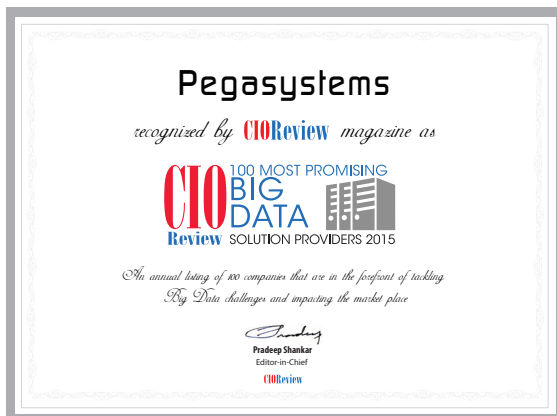 Pegasystems
recognized by CIOReview magazine as
100 MOST PROMISING
BIG
DATA
CIO
Review SOLUTION PROVIDERS 2015
An annual listing of 100 companies that are in the forefront of tackling
Big Data challenges and impacting the market place
Pradeep
Pradeep Shankar
Editor-in-Chief
CIOReview